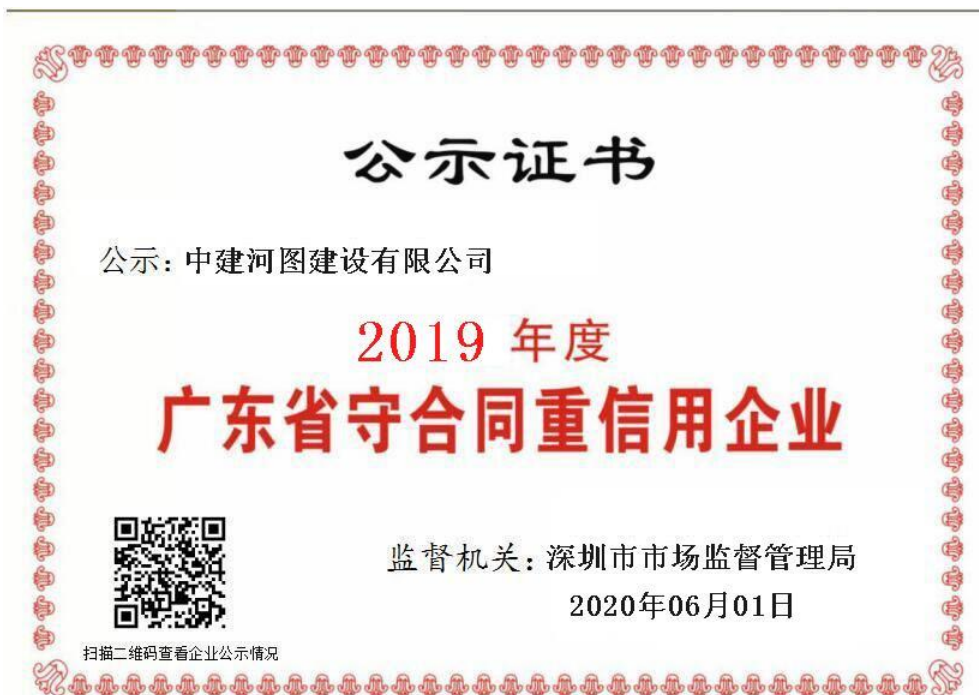 公示证书
公示：中建河图建设有限公司
2019 年度
广东省守合同重信用企业
监督机关：深圳市市场监督管理局
2020年06月01日
扫描二维码查看企业公示情况